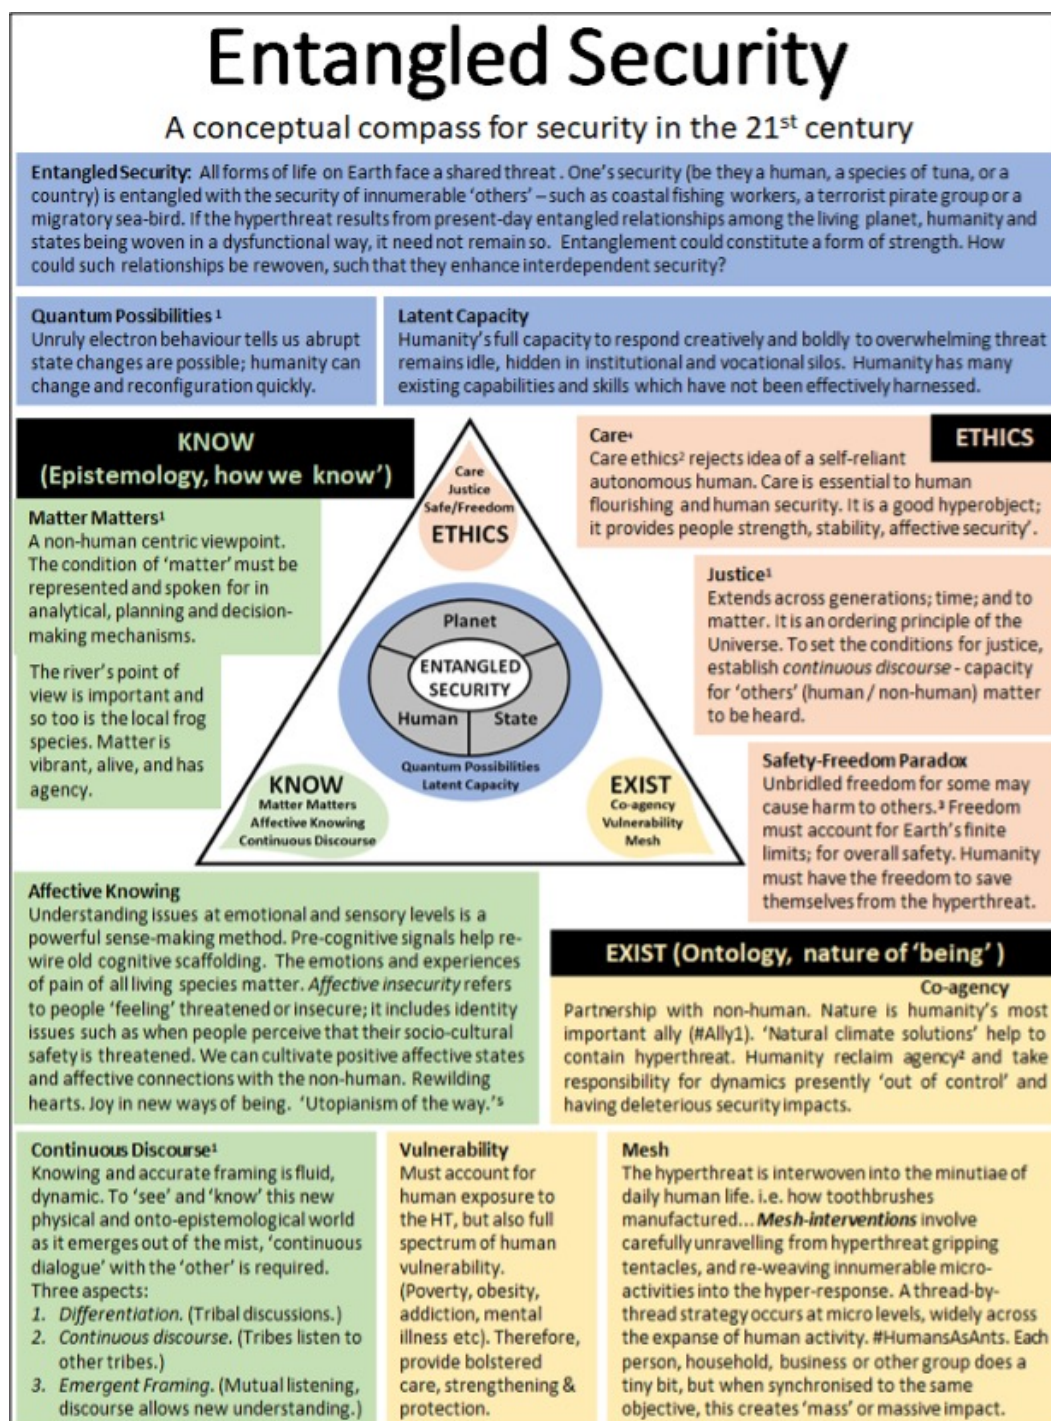 Entangled Security
A conceptual compass for security in the 21st century
Entangled Security: All forms of life on Earth face a shared threat . One's security (be they a human, a species of tuna, or a
country) is entangled with the security of innumerable 'others' – such as coastal fishing workers, a terrorist pirate group or a
migratory sea-bird. If the hyperthreat results from present-day entangled relationships among the living planet, humanity and
states being woven in a dysfunctional way, it need not remain so. Entanglement could constitute a form of strength. How
could such relationships be rewoven, such that they enhance interdependent security?
Quantum Possibilities ¹
Unruly electron behaviour tells us abrupt
state changes are possible; humanity can
change and reconfiguration quickly.
Latent Capacity
Humanity's full capacity to respond creatively and boldly to overwhelming threat
remains idle, hidden in institutional and vocational silos. Humanity has many
existing capabilities and skills which have not been effectively harnessed.
KNOW
(Epistemology, how we know')
Matter Matters¹
A non-human centric viewpoint.
The condition of 'matter' must be
represented and spoken for in
analytical, planning and decision-
making mechanisms.
The river's point of
view is important and
so too is the local frog
species. Matter is
vibrant, alive, and has
agency.
Care
Justice
Safe/Freedom
ETHICS
Planet
ENTANGLED
SECURITY
Human
State
Quantum Possibilities
Latent Capacity
KNOW
Matter Matters
Affective Knowing
Continuous Discourse
EXIST
Co-agency
Vulnerability
Mesh
ETHICS
Care⁴
Care ethics² rejects idea of a self-reliant
autonomous human. Care is essential to human
flourishing and human security. It is a good hyperobject;
it provides people strength, stability, affective security'.
Justice¹
Extends across generations; time; and to
matter. It is an ordering principle of the
Universe. To set the conditions for justice,
establish continuous discourse - capacity
for 'others' (human / non-human) matter
to be heard.
Safety-Freedom Paradox
Unbridled freedom for some may
cause harm to others.³ Freedom
must account for Earth's finite
limits; for overall safety. Humanity
must have the freedom to save
themselves from the hyperthreat.
Affective Knowing
Understanding issues at emotional and sensory levels is a
powerful sense-making method. Pre-cognitive signals help re-
wire old cognitive scaffolding. The emotions and experiences
of pain of all living species matter. Affective insecurity refers
to people 'feeling' threatened or insecure; it includes identity
issues such as when people perceive that their socio-cultural
safety is threatened. We can cultivate positive affective states
and affective connections with the non-human. Rewilding
hearts. Joy in new ways of being. 'Utopianism of the way.'⁵
EXIST (Ontology, nature of 'being' )
Co-agency
Partnership with non-human. Nature is humanity's most
important ally (#Ally1). 'Natural climate solutions' help to
contain hyperthreat. Humanity reclaim agency² and take
responsibility for dynamics presently 'out of control' and
having deleterious security impacts.
Continuous Discourse¹
Knowing and accurate framing is fluid,
dynamic. To 'see' and 'know' this new
physical and onto-epistemological world
as it emerges out of the mist, 'continuous
dialogue' with the 'other' is required.
Three aspects:
1. Differentiation. (Tribal discussions.)
2. Continuous discourse. (Tribes listen to
other tribes.)
3. Emergent Framing. (Mutual listening,
discourse allows new understanding.)
Vulnerability
Must account for
human exposure to
the HT, but also full
spectrum of human
vulnerability.
(Poverty, obesity,
addiction, mental
illness etc). Therefore,
provide bolstered
care, strengthening &
protection.
Mesh
The hyperthreat is interwoven into the minutiae of
daily human life. i.e. how toothbrushes
manufactured... Mesh-interventions involve
carefully unravelling from hyperthreat gripping
tentacles, and re-weaving innumerable micro-
activities into the hyper-response. A thread-by-
thread strategy occurs at micro levels, widely across
the expanse of human activity. #HumansAsAnts. Each
person, household, business or other group does a
tiny bit, but when synchronised to the same
objective, this creates 'mass' or massive impact.